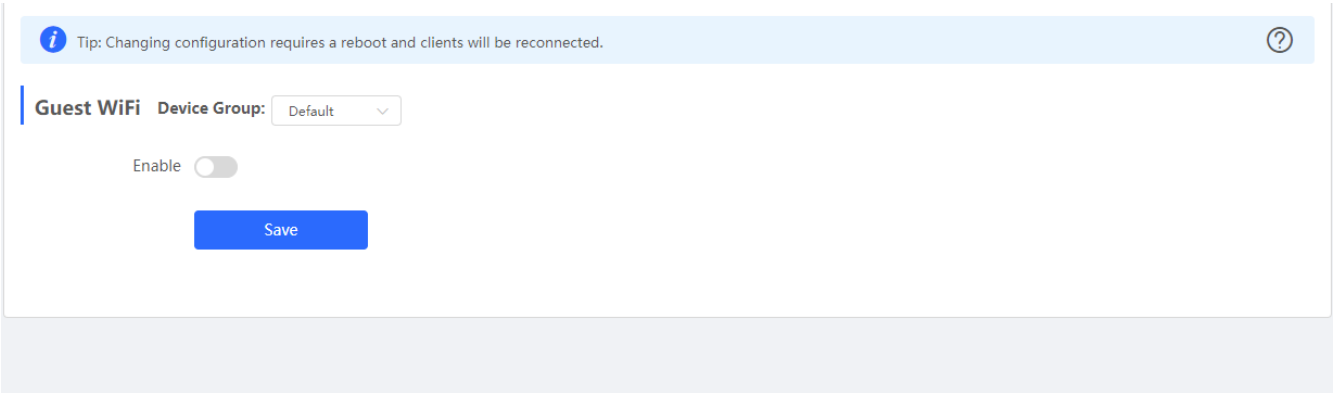 Tip: Changing configuration requires a reboot and clients will be reconnected.
Guest WiFi Device Group: Default
Enable
Save